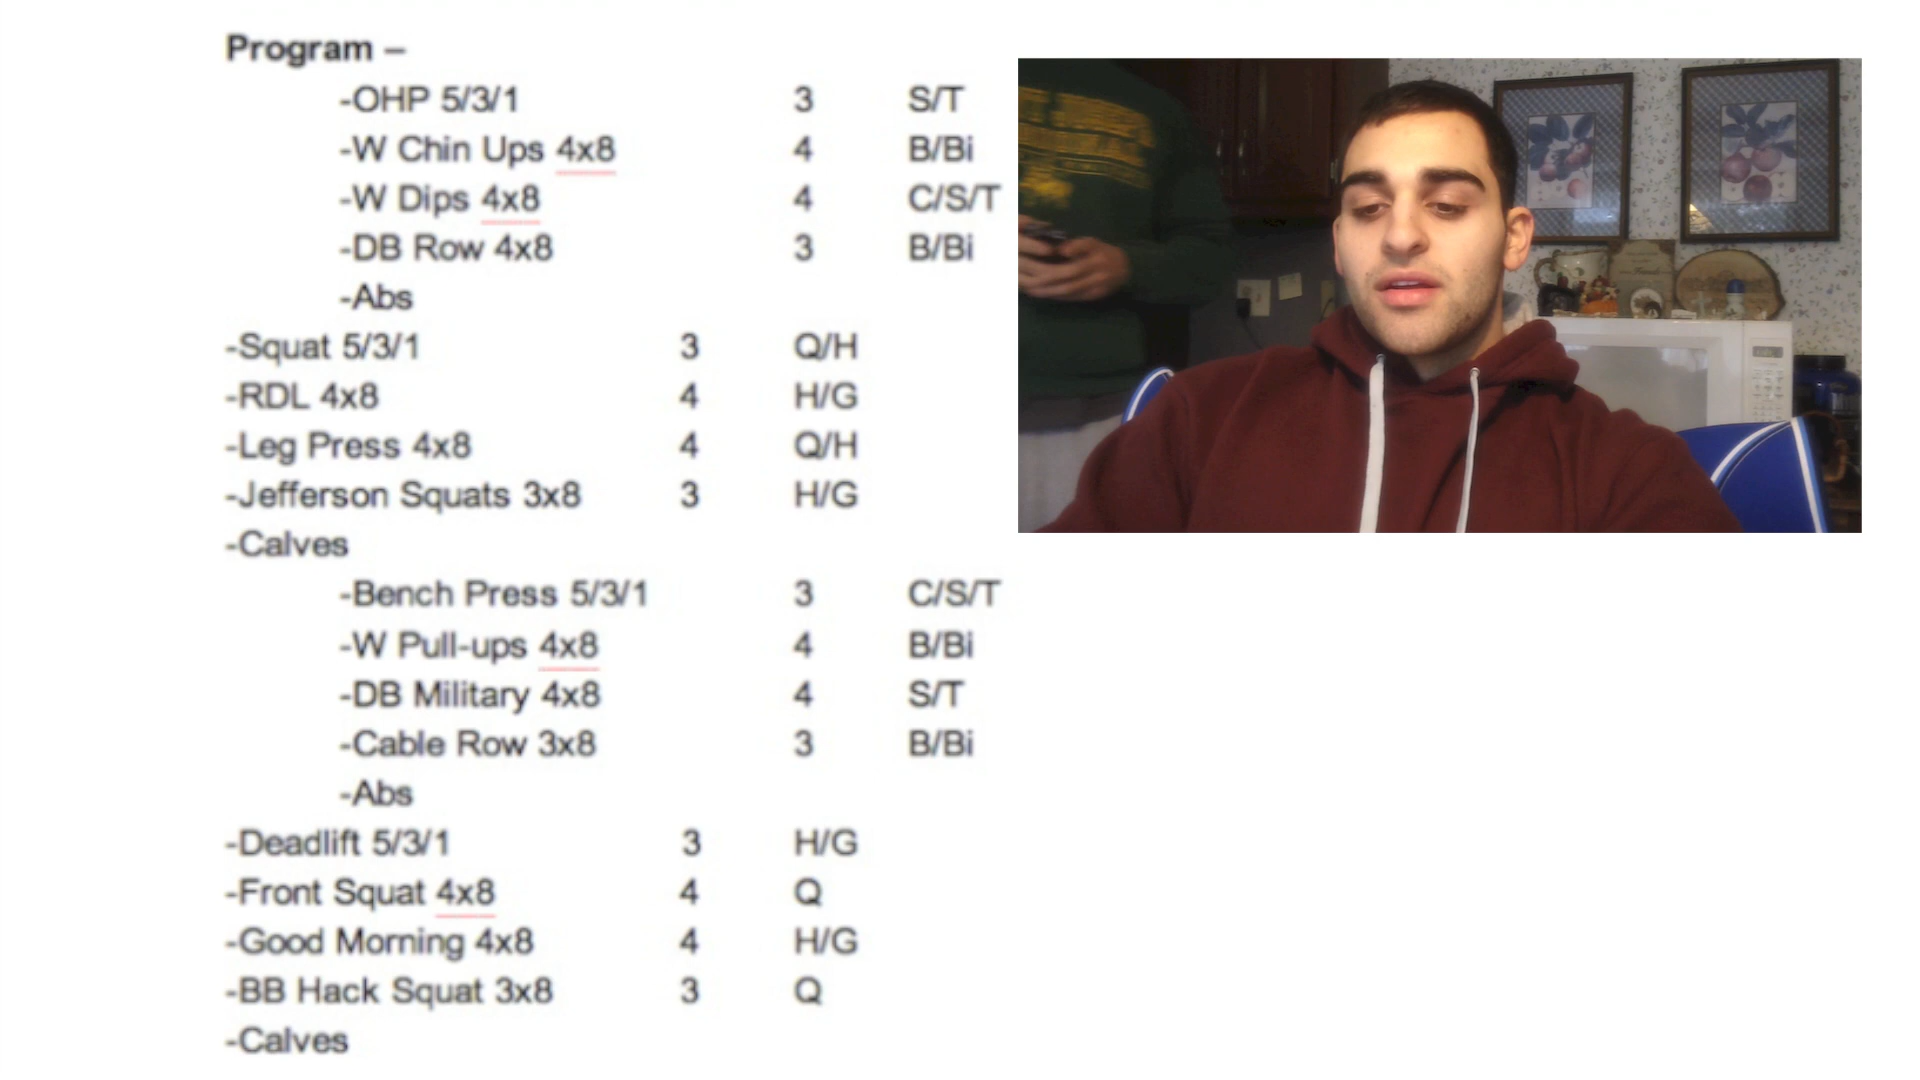 Program –
-OHP 5/3/1 3 S/T
-W Chin Ups 4x8 4 B/Bi
-W Dips 4x8 4 C/S/T
-DB Row 4x8 3 B/Bi
-Abs
-Squat 5/3/1 3 Q/H
-RDL 4x8 4 H/G
-Leg Press 4x8 4 Q/H
-Jefferson Squats 3x8 3 H/G
-Calves
-Bench Press 5/3/1 3 C/S/T
-W Pull-ups 4x8 4 B/Bi
-DB Military 4x8 4 S/T
-Cable Row 3x8 3 B/Bi
-Abs
-Deadlift 5/3/1 3 H/G
-Front Squat 4x8 4 Q
-Good Morning 4x8 4 H/G
-BB Hack Squat 3x8 3 Q
-Calves